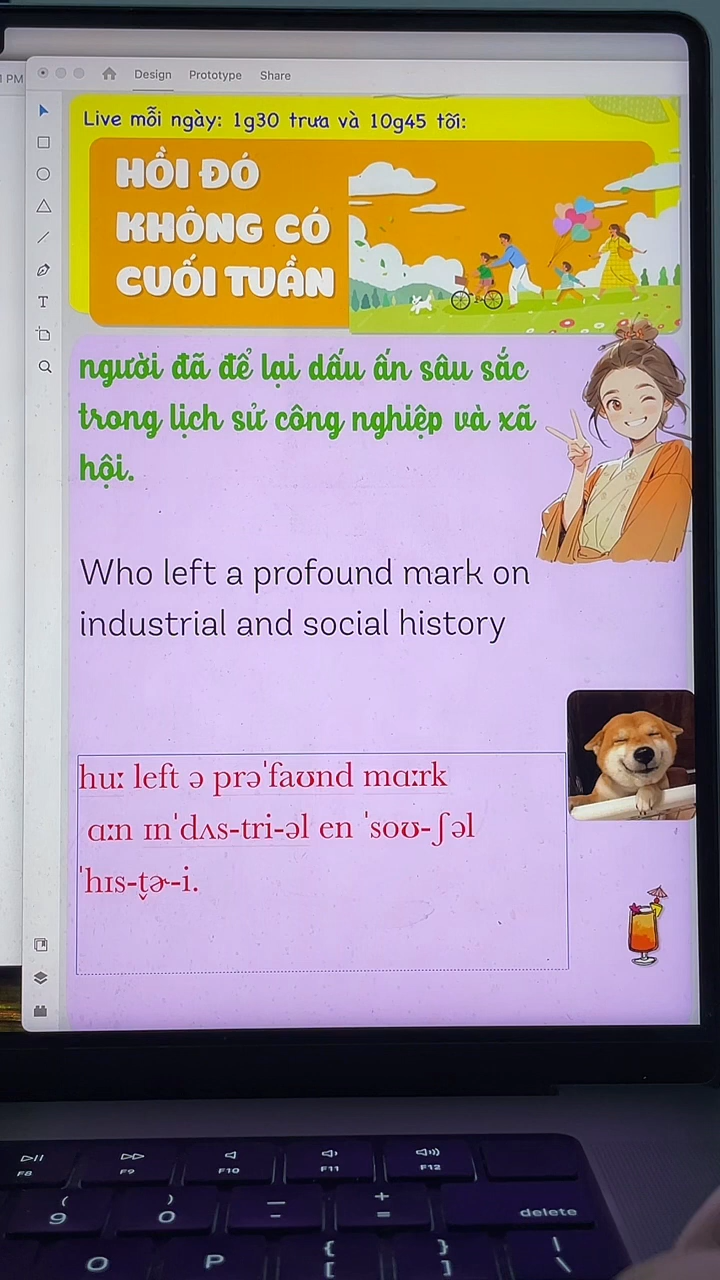 1 PM
Design Prototype Share
Live mỗi ngày: 1g30 trưa và 10g45 tối:
HỒI ĐÓ
KHÔNG CÓ
CUỐI TUẦN
người đã để lại dấu ấn sâu sắc
trong lịch sử công nghiệp và xã
hội.
Who left a profound mark on
industrial and social history
huː left ə prəˈfaʊnd mɑːrk
ɑːn ɪnˈdʌs-tri-əl en ˈsoʊ-ʃəl
ˈhɪs-t̬ɚ-i.
F8 F9 F10 F11 F12
( ) — +
9 0 - = delete
O P { } |
[ ] \